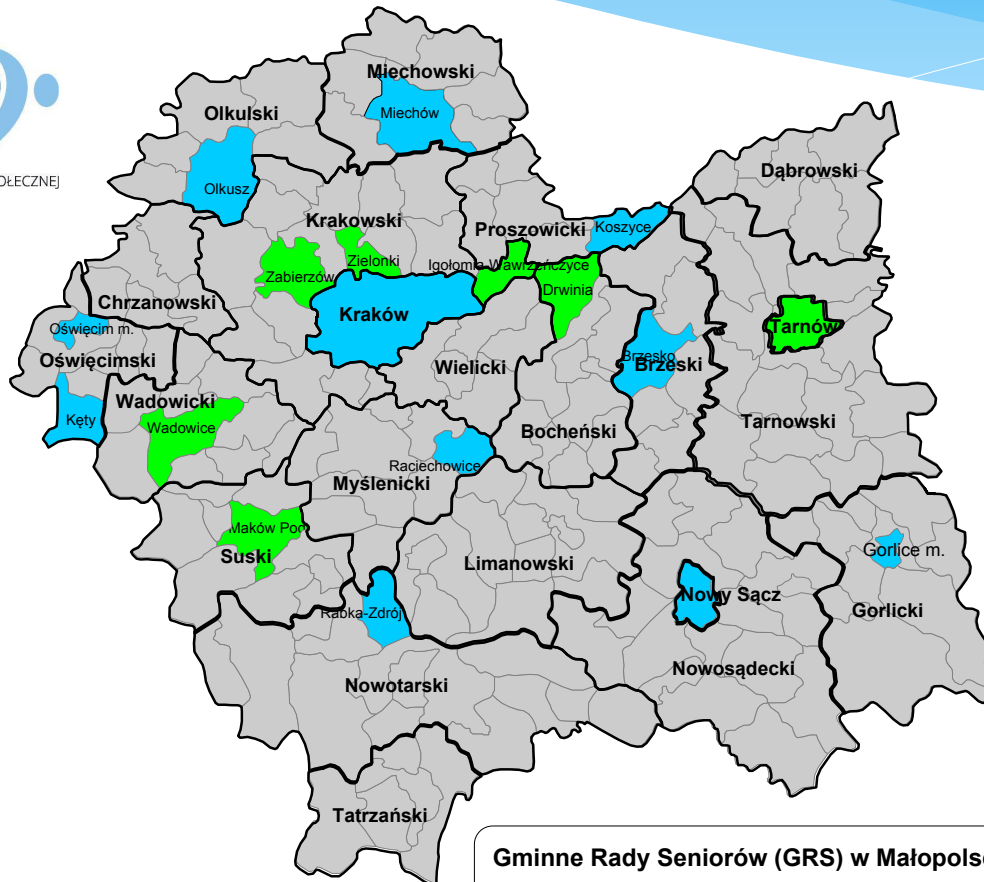 Miechowski
Miechów
Olkulski
OŁECZNEJ
Olkusz
Dąbrowski
Krakowski
Proszowicki
Koszyce
Zabierzów
Zielonki
Igołomia-Wawrzeńczyce
Drwinia
Chrzanowski
Kraków
Tarnów
Oświęcim m.
Oświęcimski
Wielicki
Brzesko
Brzeski
Wadowicki
Kęty
Wadowice
Bocheński
Tarnowski
Raciechowice
Myślenicki
Maków Pod
Suski
Limanowski
Gorlice m.
Nowy Sącz
Rabka-Zdrój
Gorlicki
Nowosądecki
Nowotarski
Tatrzański
Gminne Rady Seniorów (GRS) w Małopolsc